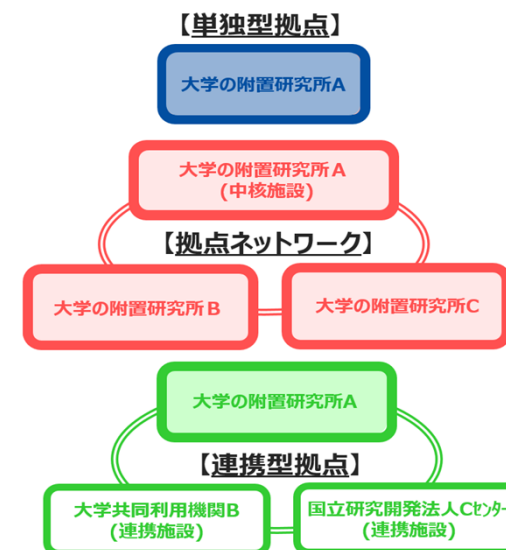 【単独型拠点】
大学の附置研究所A
大学の附置研究所A
(中核施設)
【拠点ネットワーク】
大学の附置研究所B
大学の附置研究所C
大学の附置研究所A
【連携型拠点】
大学共同利用機関B
(連携施設)
国立研究開発法人Cｾﾝﾀｰ
(連携施設)